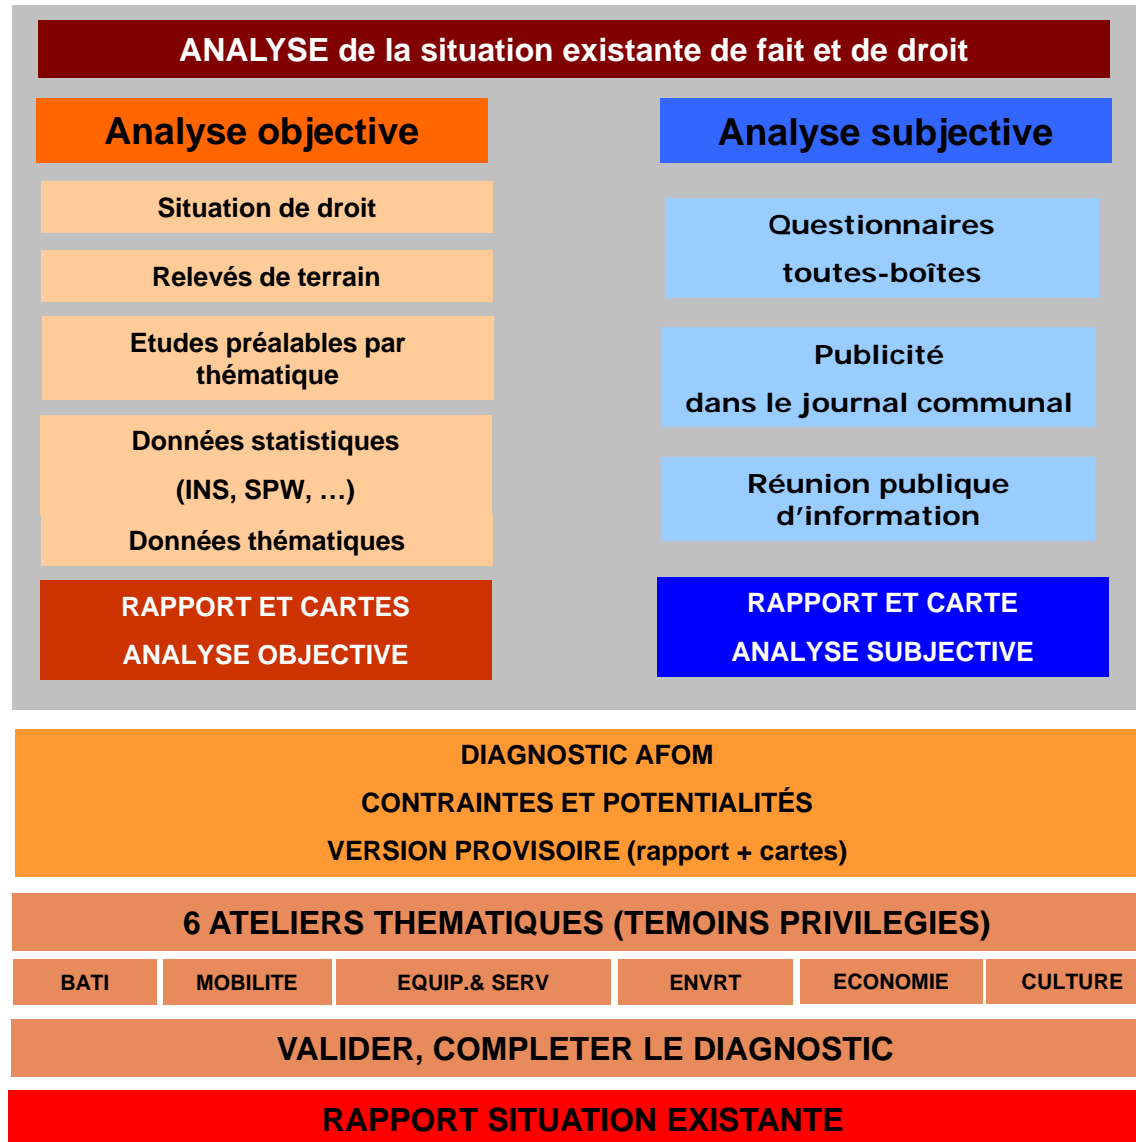 ANALYSE de la situation existante de fait et de droit
Analyse objective
Situation de droit
Relevés de terrain
Etudes préalables par
thématique
Données statistiques
(INS, SPW, …)
Données thématiques
RAPPORT ET CARTES
ANALYSE OBJECTIVE
Analyse subjective
Questionnaires
toutes-boîtes
Publicité
dans le journal communal
Réunion publique
d'information
RAPPORT ET CARTE
ANALYSE SUBJECTIVE
DIAGNOSTIC AFOM
CONTRAINTES ET POTENTIALITÉS
VERSION PROVISOIRE (rapport + cartes)
6 ATELIERS THEMATIQUES (TEMOINS PRIVILEGIES)
BATI
MOBILITE
EQUIP.& SERV
ENVRT
ECONOMIE
CULTURE
VALIDER, COMPLETER LE DIAGNOSTIC
RAPPORT SITUATION EXISTANTE